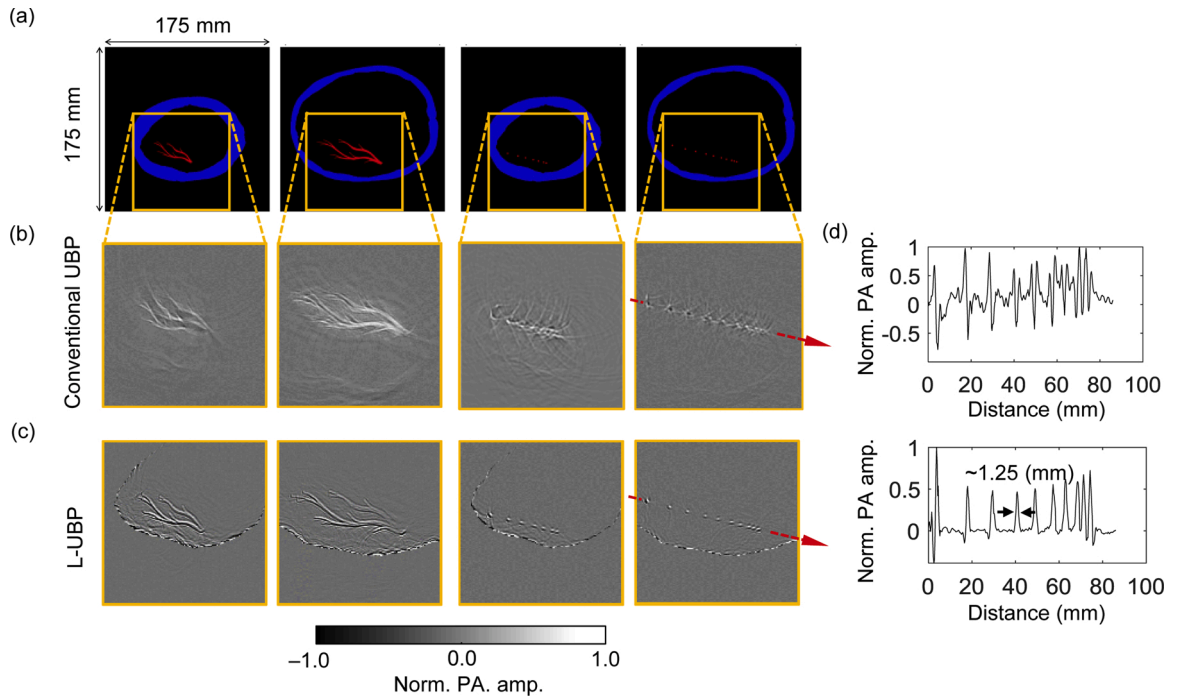 (a)
175 mm
175 mm
(b)
Conventional UBP
(d)
1
0.5
0
-0.5
Norm. PA amp.
0 20 40 60 80 100
Distance (mm)
(c)
L-UBP
1
0.5
0
Norm. PA amp.
~1.25 (mm)
0 20 40 60 80 100
Distance (mm)
–1.0 0.0 1.0
Norm. PA. amp.